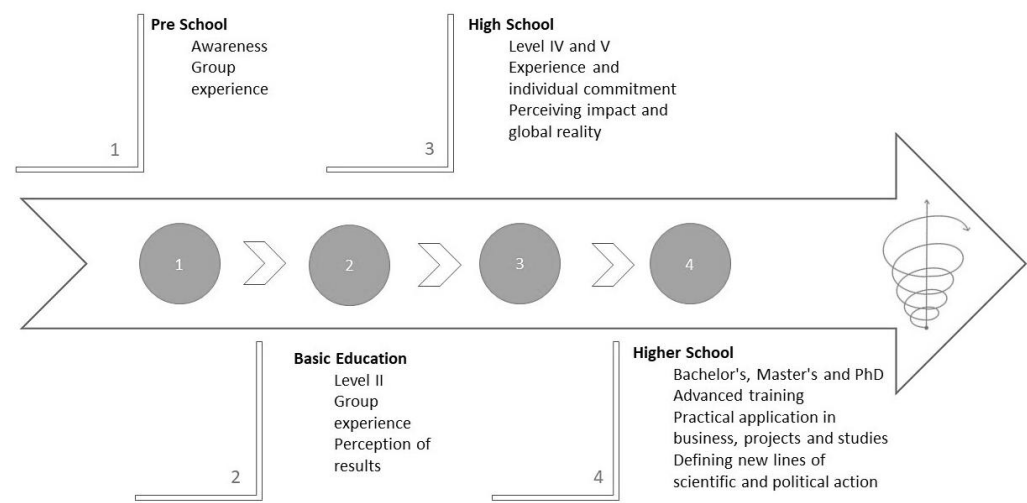 Pre School
Awareness
Group
experience
1
High School
Level IV and V
Experience and
individual commitment
Perceiving impact and
global reality
3
1
2
3
4
Basic Education
Level II
Group
experience
Perception of
results
2
Higher School
Bachelor's, Master's and PhD
Advanced training
Practical application in
business, projects and studies
Defining new lines of
scientific and political action
4